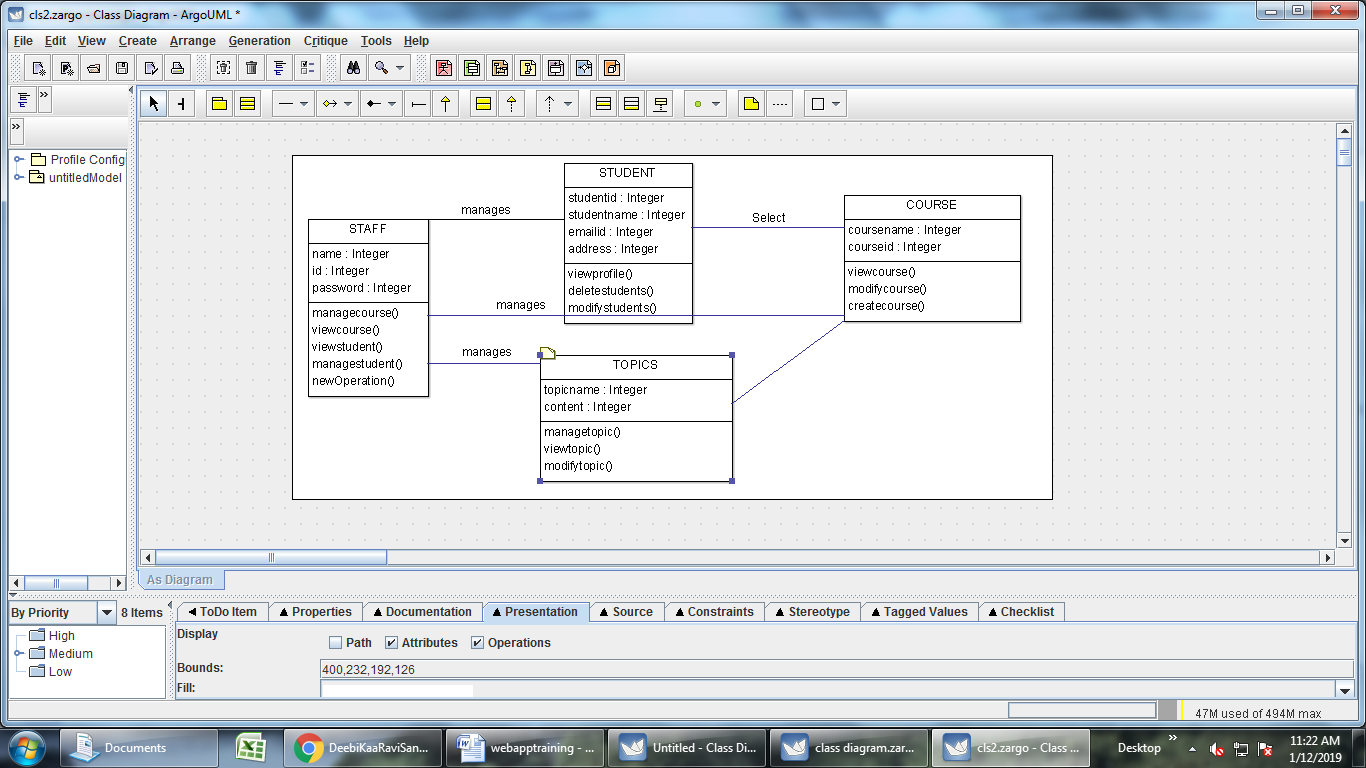 cls2.zargo - Class Diagram - ArgoUML *
File Edit View Create Arrange Generation Critique Tools Help
Profile Config
untitledModel
STUDENT
studentid : Integer
studentname : Integer
emailid : Integer
address : Integer
viewprofile()
deletestudents()
modifystudents()
manages
Select
COURSE
coursename : Integer
courseid : Integer
viewcourse()
modifycourse()
createcourse()
STAFF
name : Integer
id : Integer
password : Integer
managecourse()
viewcourse()
viewstudent()
managestudent()
newOperation()
manages
manages
TOPICS
topicname : Integer
content : Integer
managetopic()
viewtopic()
modifytopic()
As Diagram
By Priority 8 Items
High
Medium
Low
ToDo Item Properties Documentation Presentation Source Constraints Stereotype Tagged Values Checklist
Display
Path Attributes Operations
Bounds: 400,232,192,126
Fill:
47M used of 494M max
Documents DeebiKaaRaviSan... webapptraining - ... Untitled - Class Di... class diagram.zar... cls2.zargo - Class ... Desktop 11:22 AM
1/12/2019